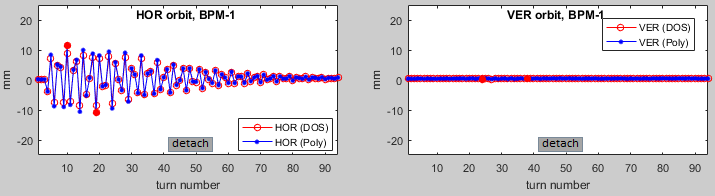 HOR orbit, BPM-1
20
10
0
-10
-20
mm
10 20 30 40 50 60 70 80 90
turn number
HOR (DOS)
HOR (Poly)
detach
VER orbit, BPM-1
20
10
0
-10
-20
mm
10 20 30 40 50 60 70 80 90
turn number
VER (DOS)
VER (Poly)
detach